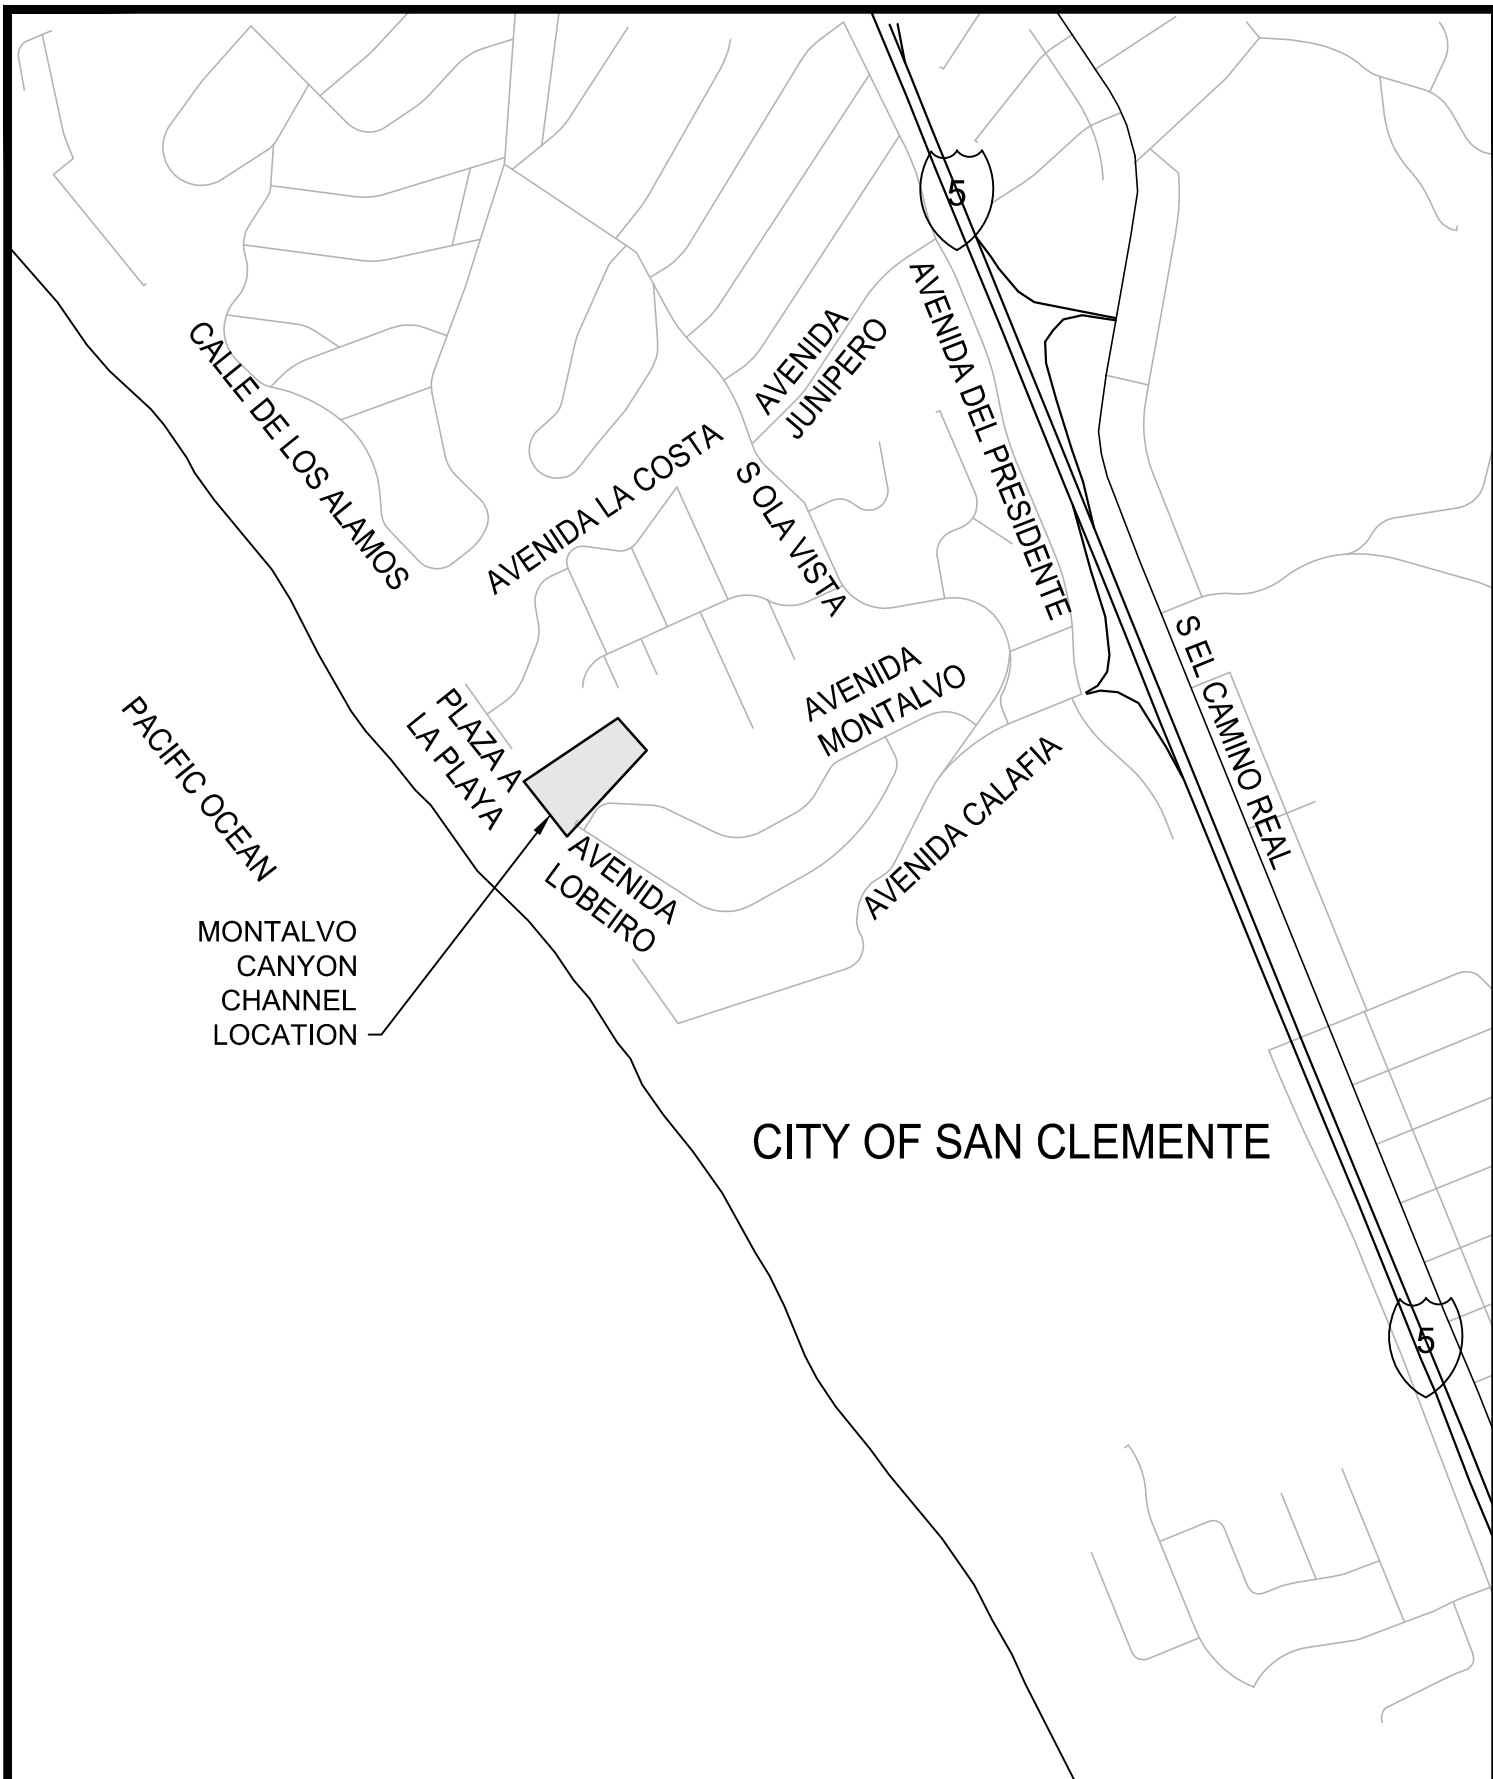 5
AVENIDA DEL PRESIDENTE
AVENIDA
JUNIPERO
CALLE DE LOS ALAMOS
AVENIDA LA COSTA
S OLA VISTA
S EL CAMINO REAL
AVENIDA
MONTALVO
PLAZA A
LA PLAYA
PACIFIC OCEAN
AVENIDA CALAFIA
AVENIDA
LOBEIRO
MONTALVO
CANYON
CHANNEL
LOCATION
CITY OF SAN CLEMENTE
5